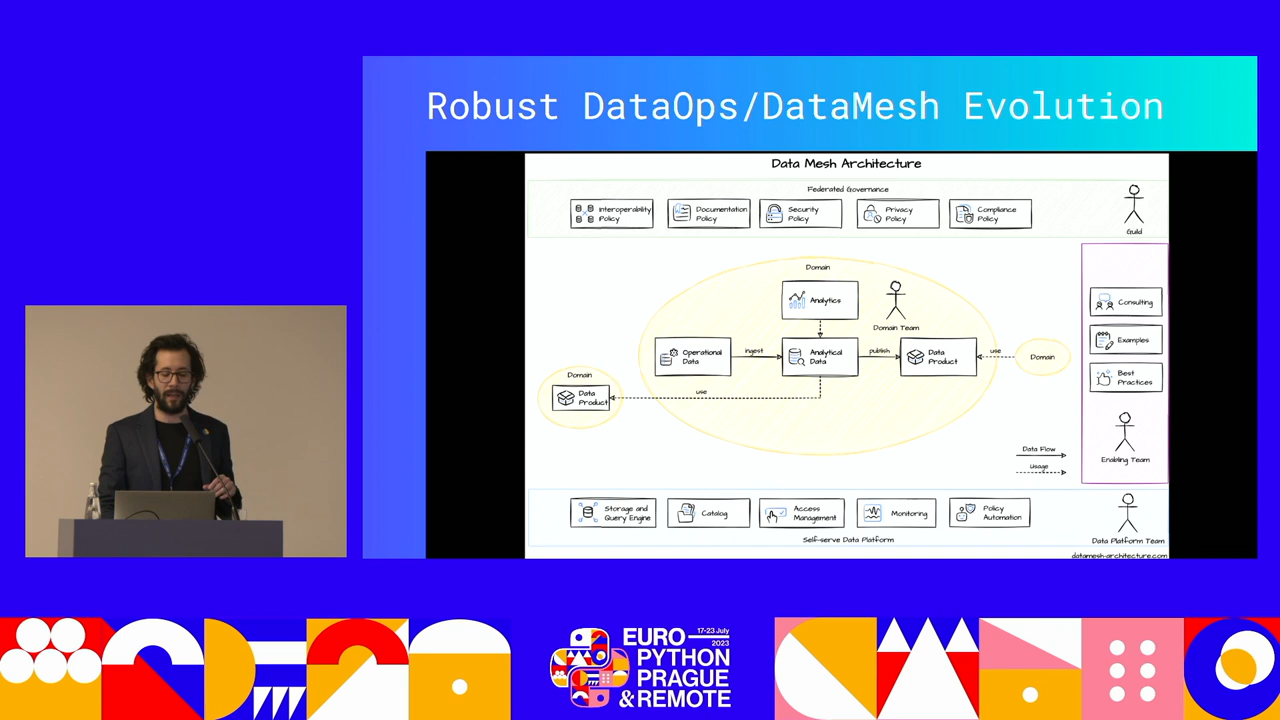 Robust DataOps/DataMesh Evolution
Data Mesh Architecture
Federated Governance
Interoperability
Policy
Documentation
Policy
Security
Policy
Privacy
Policy
Compliance
Policy
Guild
Domain
Analytics
Domain Team
Operational
Data
ingest
Analytical
Data
publish
Data
Product
use
Domain
Domain
Data
Product
use
Consulting
Examples
Best
Practices
Enabling Team
Data Flow
Usage
Storage and
Query Engine
Catalog
Access
Management
Monitoring
Policy
Automation
Self-serve Data Platform
Data Platform Team
datamesh-architecture.com
17-23 July
2023
EURO
PYTHON
PRAGUE
& REMOTE